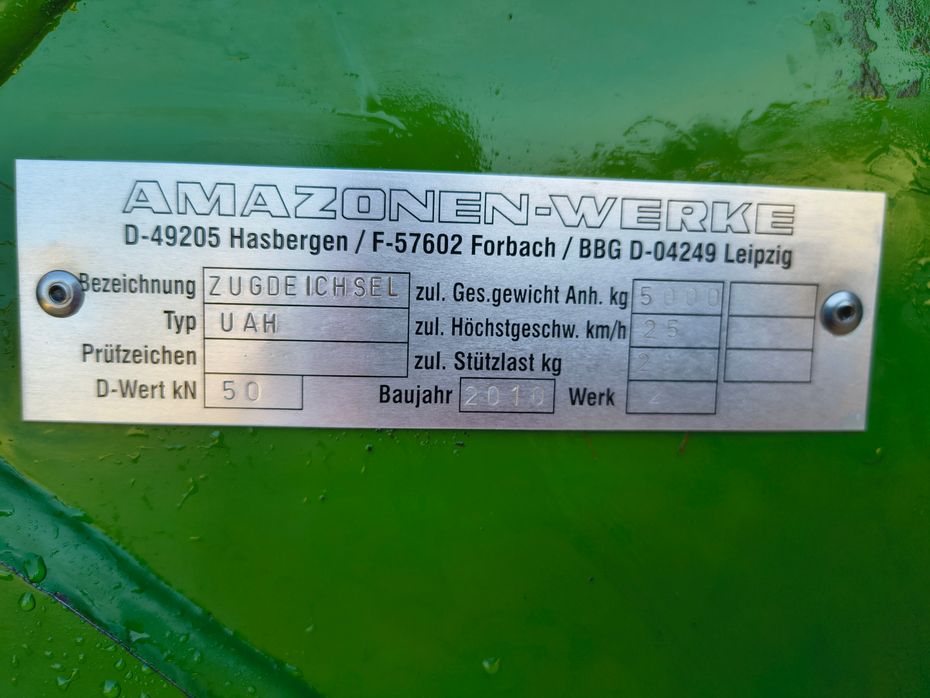 AMAZONEN-WERKE
D-49205 Hasbergen / F-57602 Forbach / BBG D-04249 Leipzig
Bezeichnung ZUGDEICHSEL zul. Ges.gewicht Anh. kg 5000
Typ UAH zul. Höchstgeschw. km/h 25
Prüfzeichen zul. Stützlast kg 2
D-Wert kN 50 Baujahr 2010 Werk 2